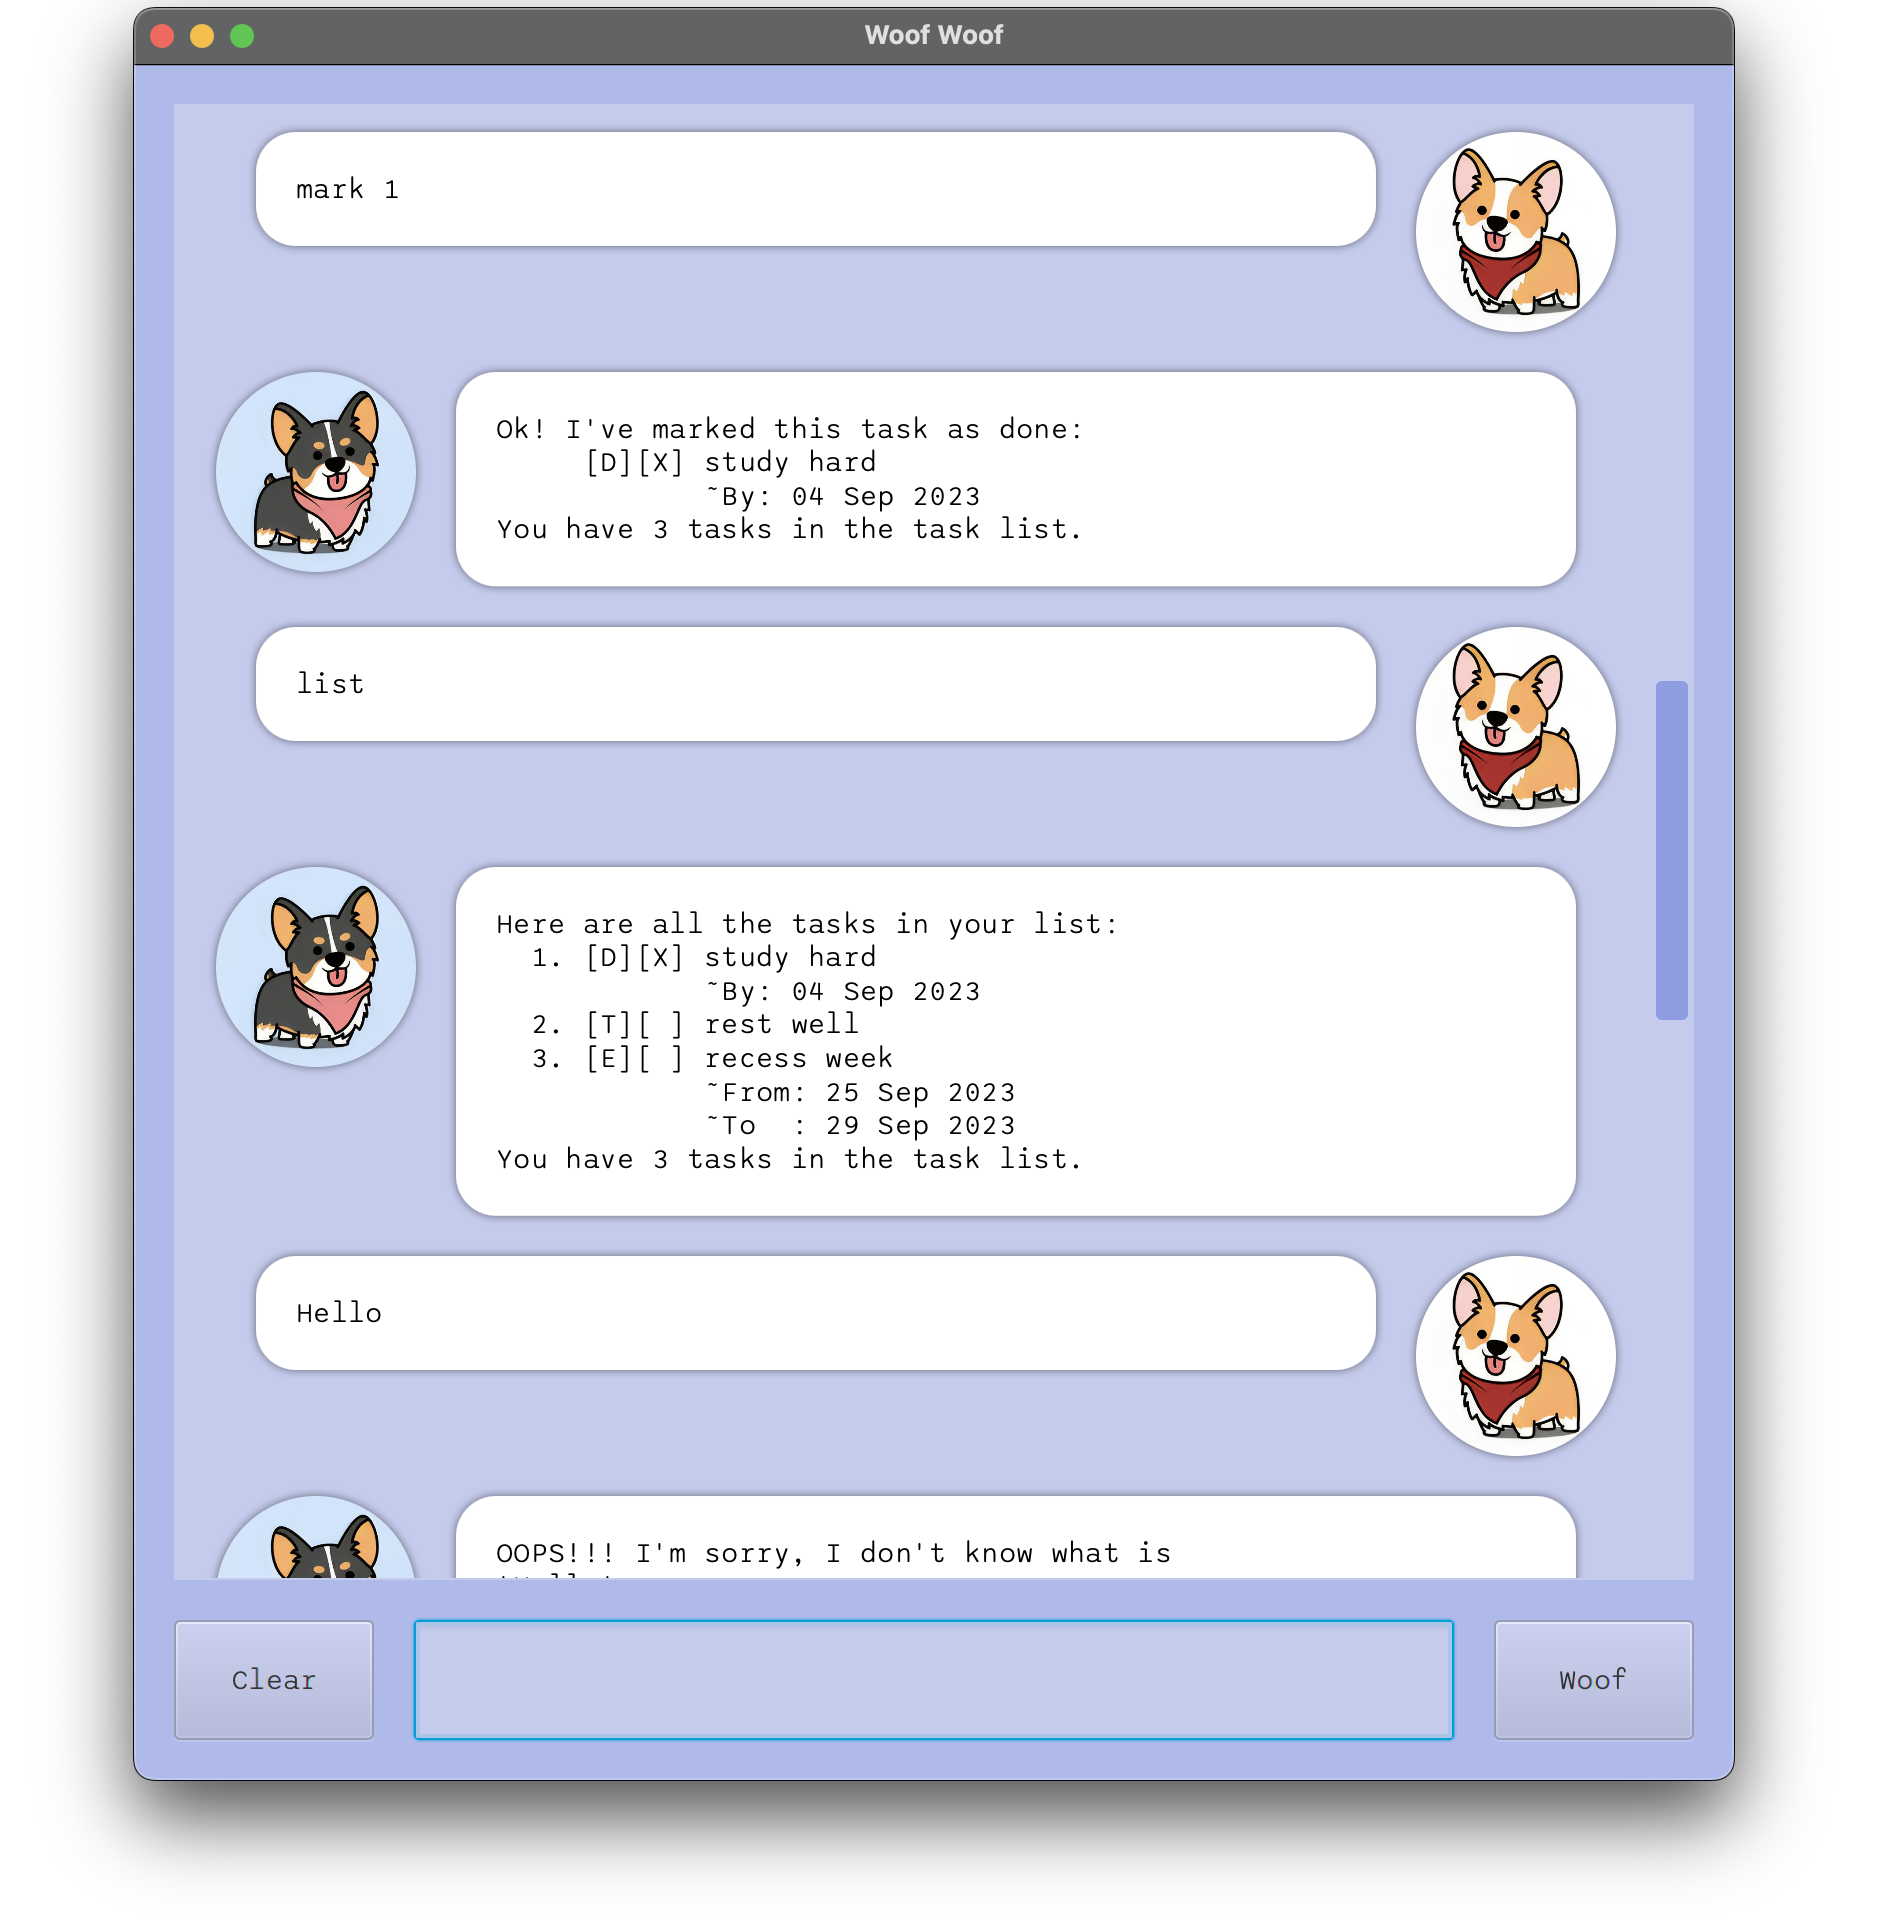 Woof Woof
mark 1
Ok! I've marked this task as done:
[D][X] study hard
~By: 04 Sep 2023
You have 3 tasks in the task list.
list
Here are all the tasks in your list:
1. [D][X] study hard
~By: 04 Sep 2023
2. [T][ ] rest well
3. [E][ ] recess week
~From: 25 Sep 2023
~To  : 29 Sep 2023
You have 3 tasks in the task list.
Hello
OOPS!!! I'm sorry, I don't know what is
Clear
Woof